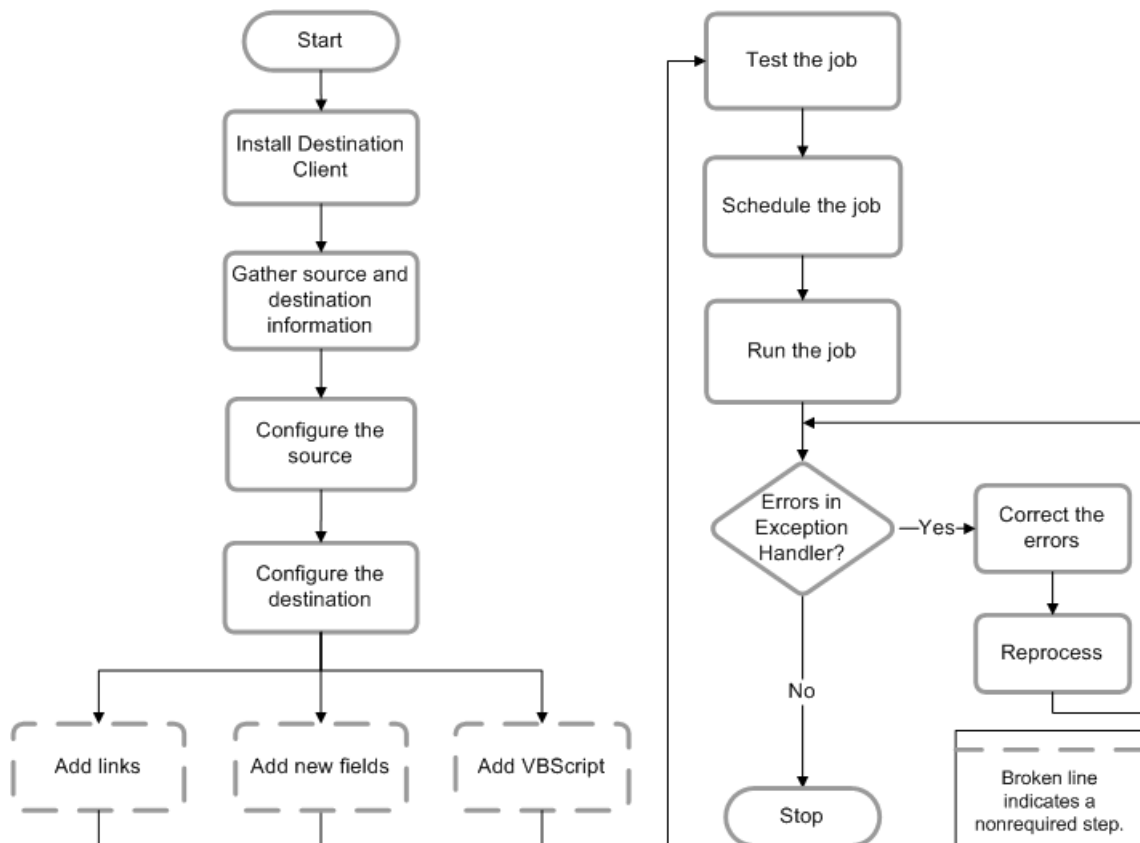 Start
Install Destination
Client
Gather source and
destination
information
Configure the
source
Configure the
destination
Add links
Add new fields
Add VBScript
Test the job
Schedule the job
Run the job
Errors in
Exception
Handler?
Yes
Correct the
errors
Reprocess
No
Stop
Broken line
indicates a
nonrequired step.